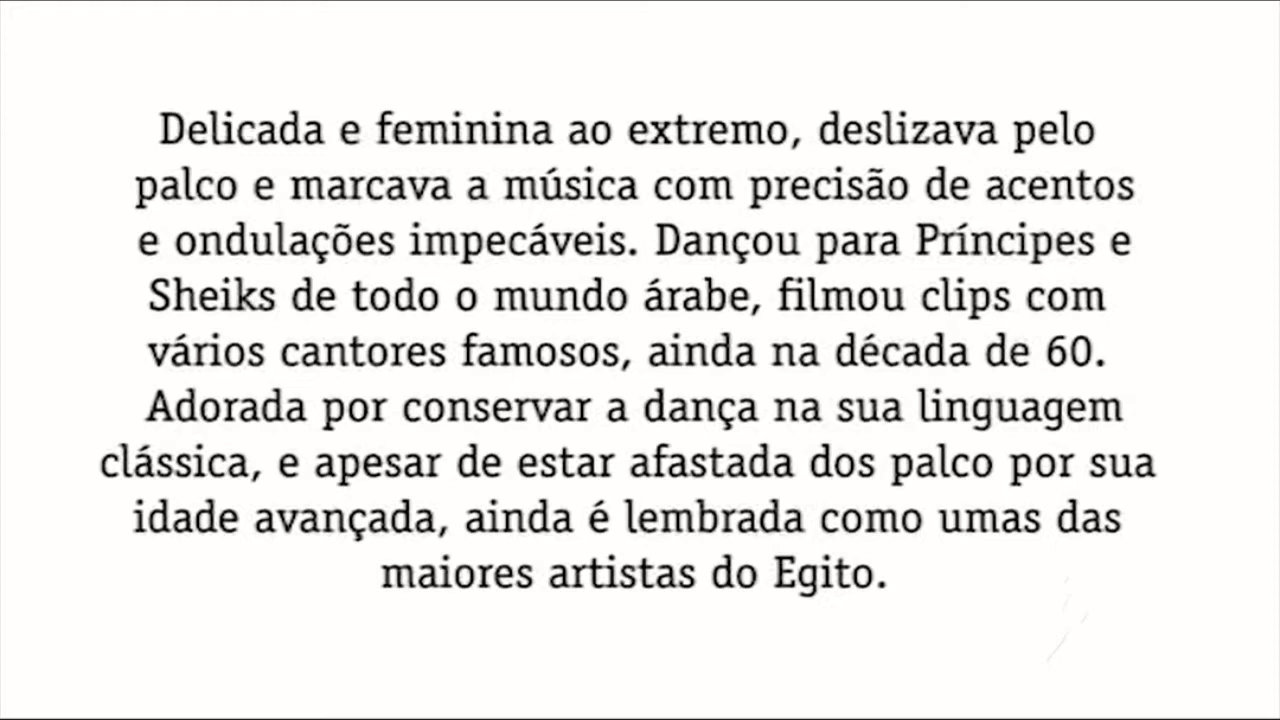 Delicada e feminina ao extremo, deslizava pelo
palco e marcava a música com precisão de acentos
e ondulações impecáveis. Dançou para Príncipes e
Sheiks de todo o mundo árabe, filmou clips com
vários cantores famosos, ainda na década de 60.
Adorada por conservar a dança na sua linguagem
clássica, e apesar de estar afastada dos palco por sua
idade avançada, ainda é lembrada como umas das
maiores artistas do Egito.